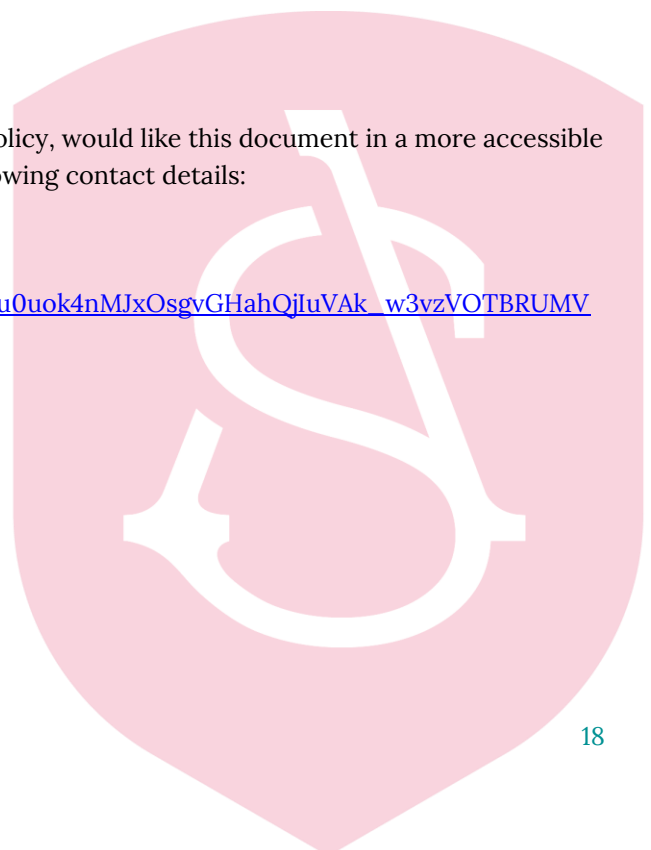 olicy, would like this document in a more accessible
owing contact details:
u0uok4nMJxOsgvGHahQjIuVAk_w3vzVOTBRUMV
18